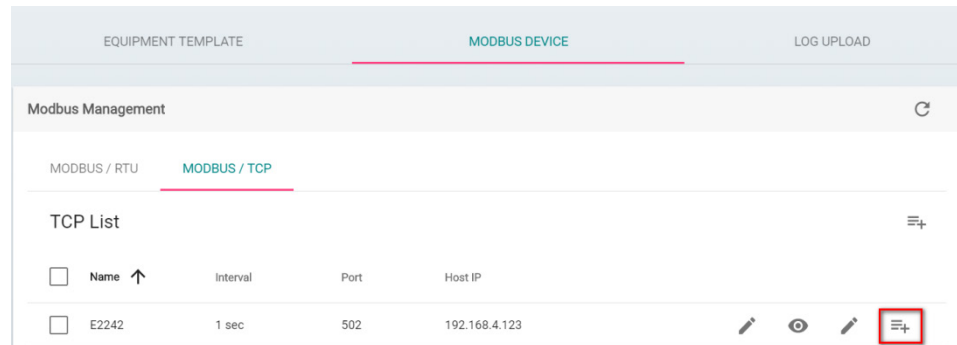 EQUIPMENT TEMPLATE MODBUS DEVICE LOG UPLOAD
Modbus Management
MODBUS / RTU MODBUS / TCP
TCP List
Name Interval Port Host IP
E2242 1 sec 502 192.168.4.123